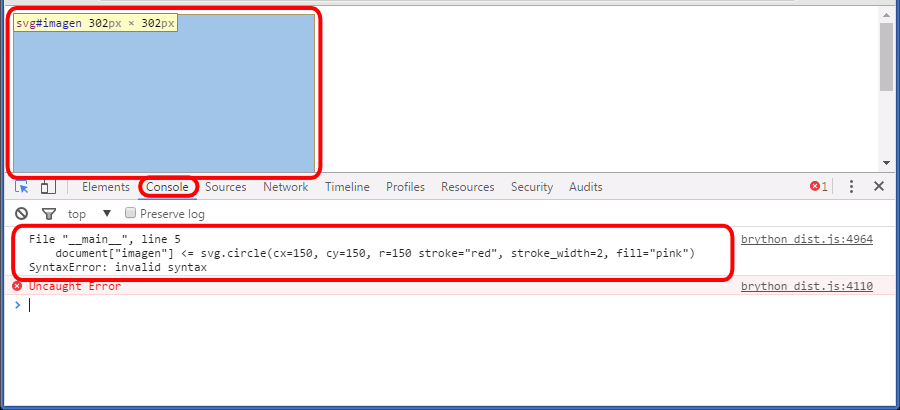 svg#imagen 302px × 302px
Elements Console Sources Network Timeline Profiles Resources Security Audits 1
top Preserve log
File "__main__", line 5 brython_dist.js:4964
document["imagen"] <= svg.circle(cx=150, cy=150, r=150 stroke="red", stroke_width=2, fill="pink")
SyntaxError: invalid syntax
Uncaught Error brython_dist.js:4110